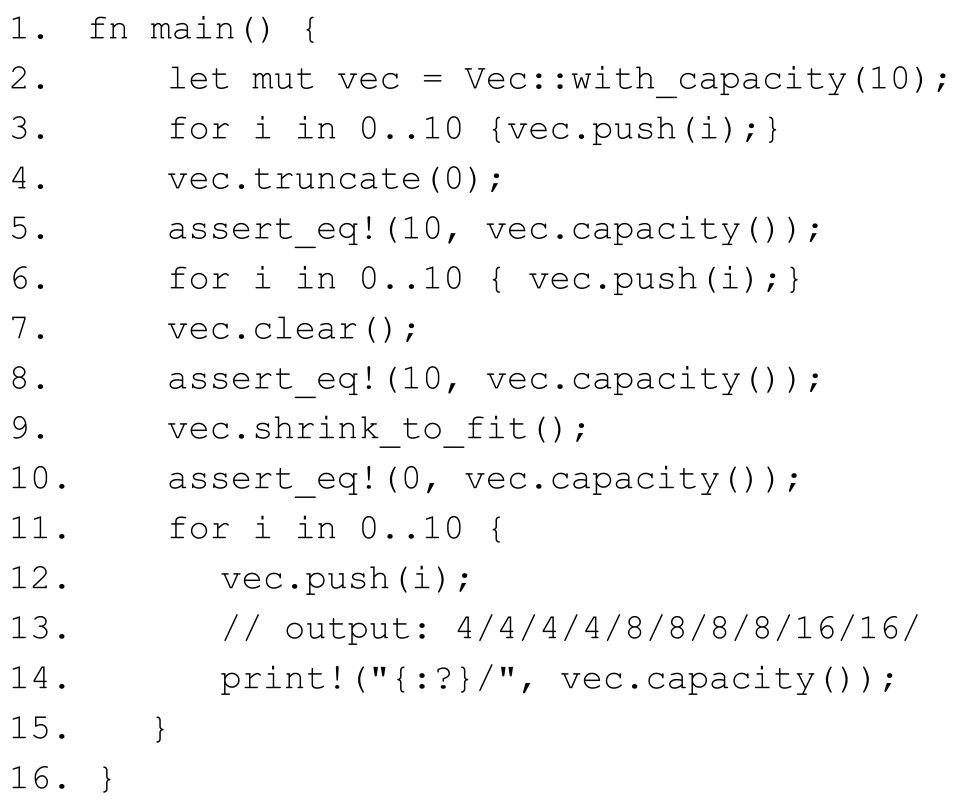 1. fn main() {
2. let mut vec = Vec::with_capacity(10);
3. for i in 0..10 {vec.push(i);}
4. vec.truncate(0);
5. assert_eq!(10, vec.capacity());
6. for i in 0..10 { vec.push(i);}
7. vec.clear();
8. assert_eq!(10, vec.capacity());
9. vec.shrink_to_fit();
10. assert_eq!(0, vec.capacity());
11. for i in 0..10 {
12. vec.push(i);
13. // output: 4/4/4/4/8/8/8/8/16/16/
14. print!("{:?}/", vec.capacity());
15. }
16. }